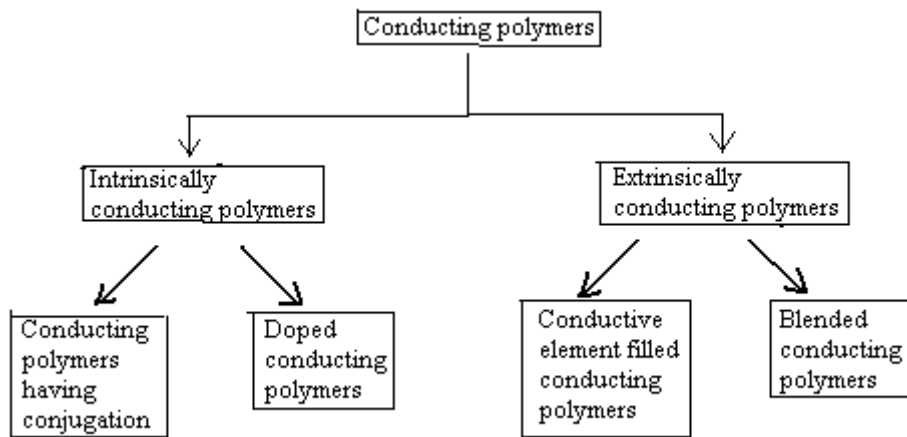 Conducting polymers
Intrinsically
conducting polymers
Extrinsically
conducting polymers
Conducting
polymers
having
conjugation
Doped
conducting
polymers
Conductive
element filled
conducting
polymers
Blended
conducting
polymers